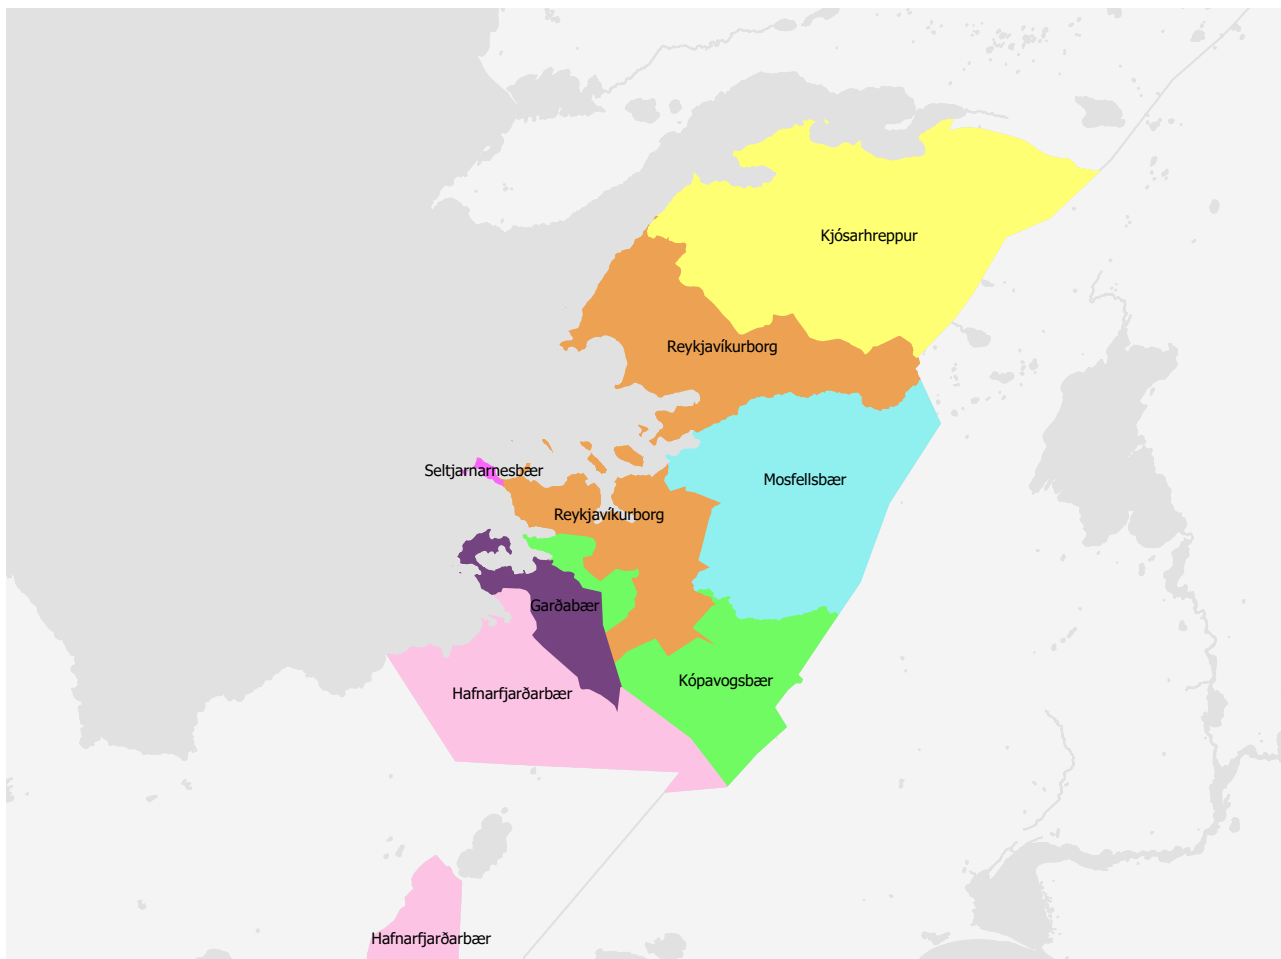 Kjósarhreppur
Reykjavíkurborg
Seltjarnarnesbær
Mosfellsbær
Reykjavíkurborg
Garðabær
Kópavogsbær
Hafnarfjarðarbær
Hafnarfjarðarbær